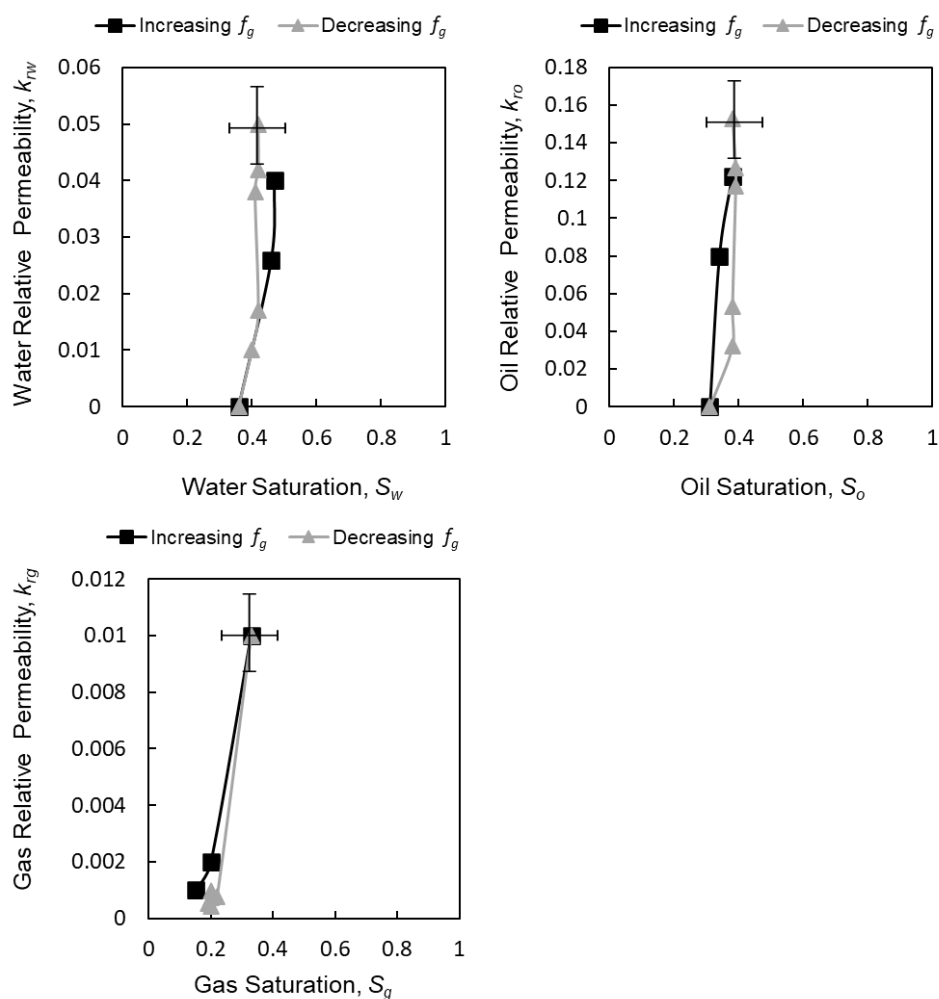 Increasing f_g Decreasing f_g
Water Relative Permeability, k_rw
0.06
0.05
0.04
0.03
0.02
0.01
0
0 0.2 0.4 0.6 0.8 1
Water Saturation, S_w
Increasing f_g Decreasing f_g
Oil Relative Permeability, k_ro
0.18
0.16
0.14
0.12
0.1
0.08
0.06
0.04
0.02
0
0 0.2 0.4 0.6 0.8 1
Oil Saturation, S_o
Increasing f_g Decreasing f_g
Gas Relative Permeability, k_rg
0.012
0.01
0.008
0.006
0.004
0.002
0
0 0.2 0.4 0.6 0.8 1
Gas Saturation, S_g